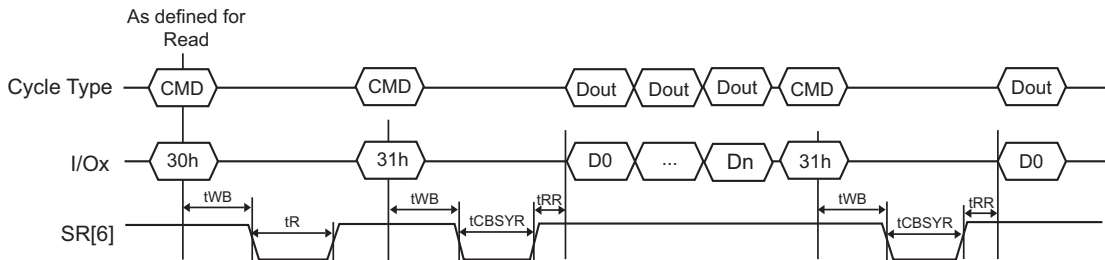 As defined for
Read
Cycle Type CMD CMD Dout Dout Dout CMD Dout
I/Ox 30h 31h D0 ... Dn 31h D0
tWB tR tWB tCBSYR tRR tWB tCBSYR tRR
SR[6]